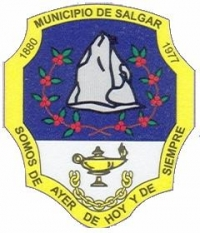 MUNICIPIO DE SALGAR
1880
1977
SOMOS DE AYER DE HOY Y DE SIEMPRE